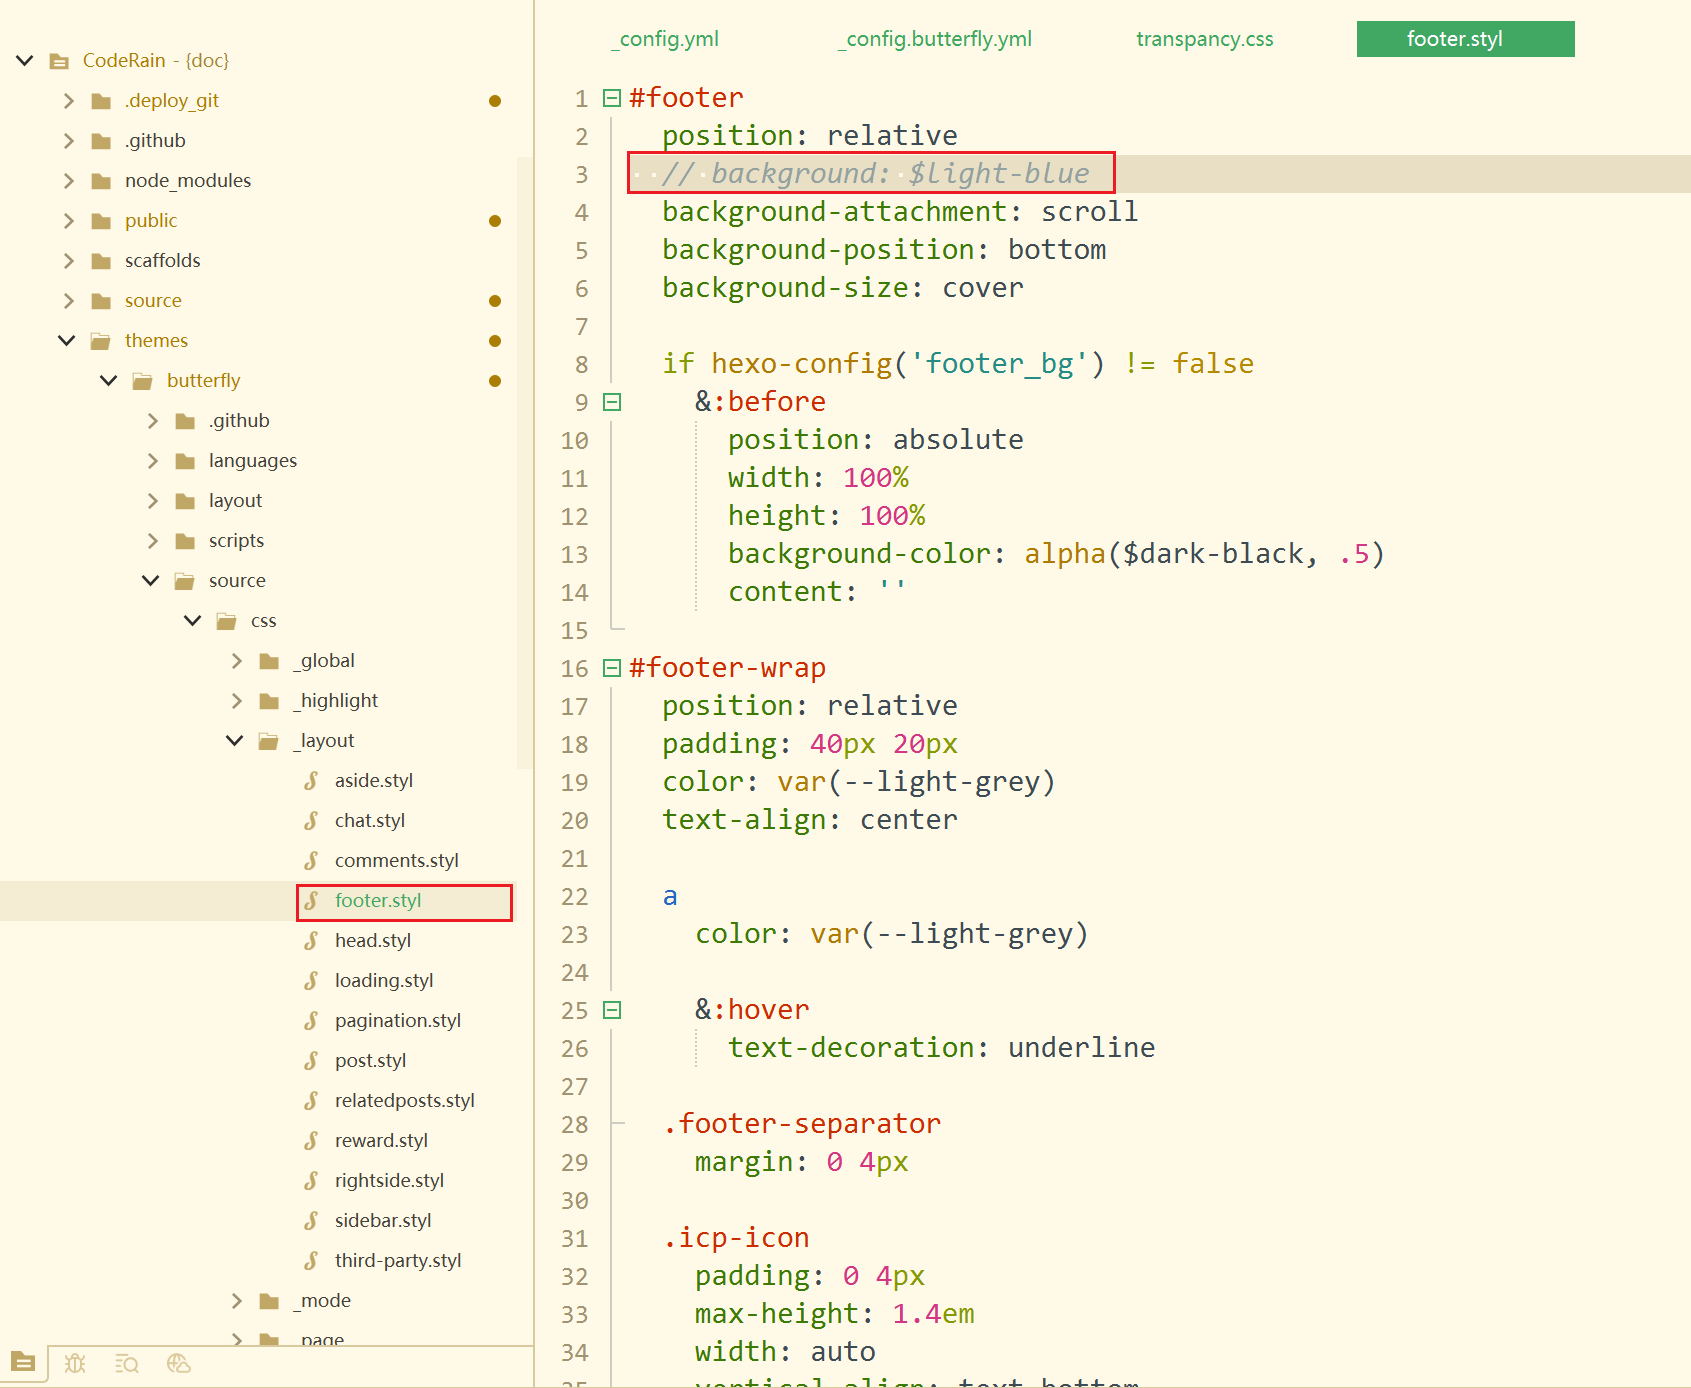 CodeRain - {doc}
.deploy_git
.github
node_modules
public
scaffolds
source
themes
butterfly
.github
languages
layout
scripts
source
css
_global
_highlight
_layout
aside.styl
chat.styl
comments.styl
footer.styl
head.styl
loading.styl
pagination.styl
post.styl
relatedposts.styl
reward.styl
rightside.styl
sidebar.styl
third-party.styl
_mode
_page
_config.yml
_config.butterfly.yml
transpancy.css
footer.styl
1 #footer
2 position: relative
3 // background: $light-blue
4 background-attachment: scroll
5 background-position: bottom
6 background-size: cover
7
8 if hexo-config('footer_bg') != false
9 &:before
10 position: absolute
11 width: 100%
12 height: 100%
13 background-color: alpha($dark-black, .5)
14 content: ''
15
16 #footer-wrap
17 position: relative
18 padding: 40px 20px
19 color: var(--light-grey)
20 text-align: center
21
22 a
23 color: var(--light-grey)
24
25 &:hover
26 text-decoration: underline
27
28 .footer-separator
29 margin: 0 4px
30
31 .icp-icon
32 padding: 0 4px
33 max-height: 1.4em
34 width: auto
35 vertical-align: text-bottom